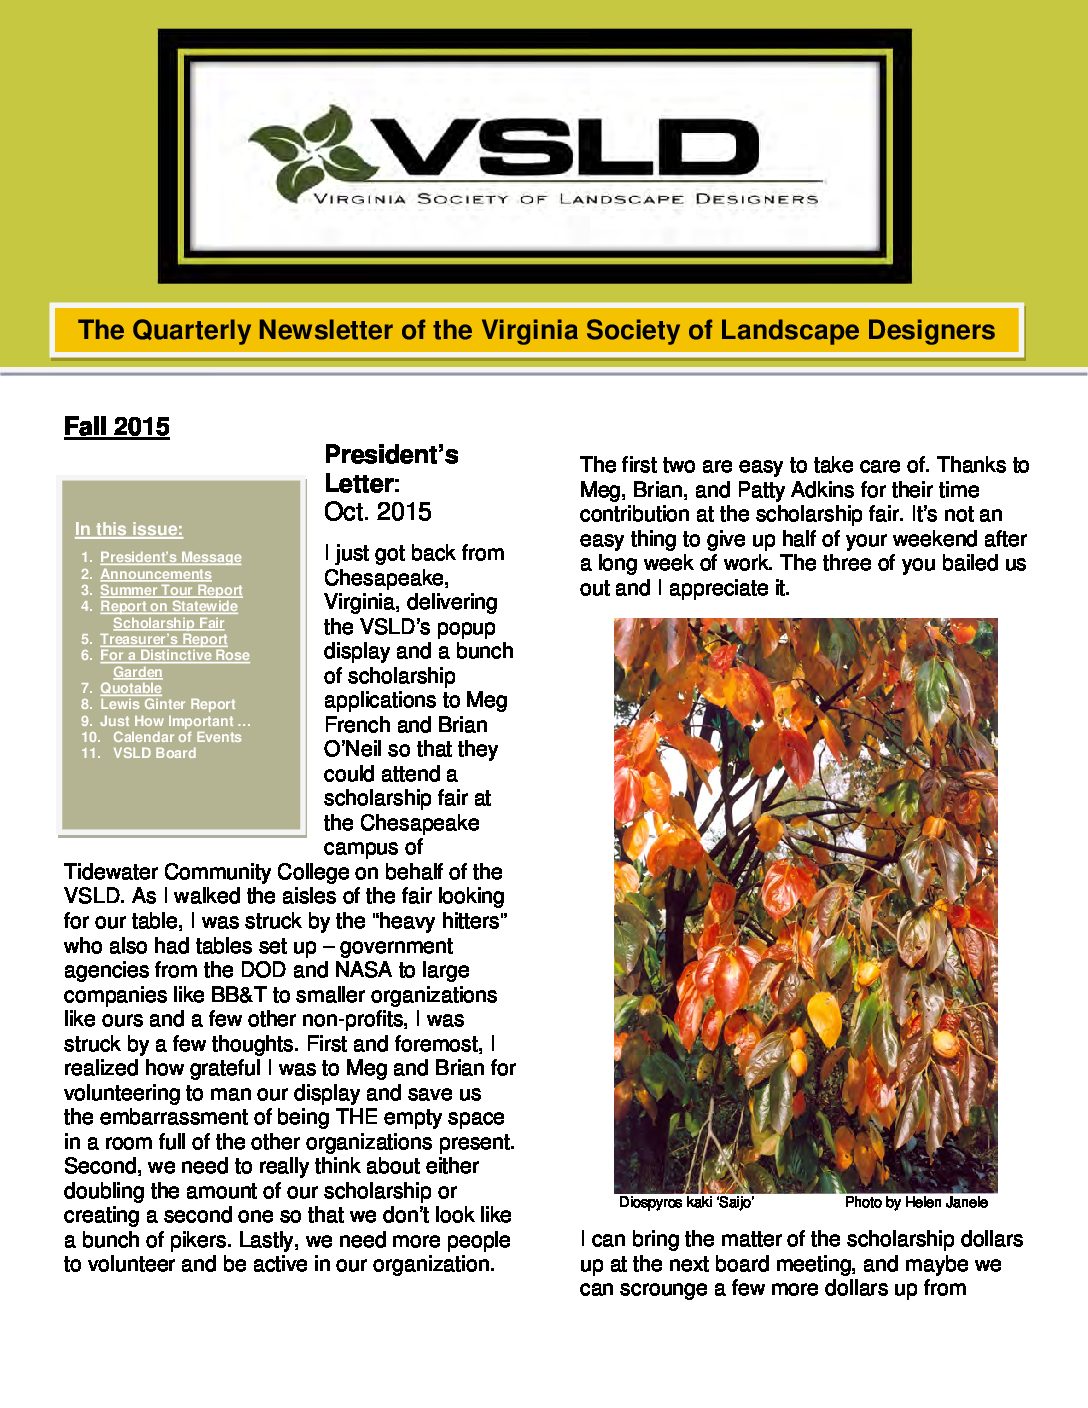 VSLD
VIRGINIA SOCIETY OF LANDSCAPE DESIGNERS
The Quarterly Newsletter of the Virginia Society of Landscape Designers
Fall 2015
In this issue:
1. President’s Message
2. Announcements
3. Summer Tour Report
4. Report on Statewide
Scholarship Fair
5. Treasurer’s Report
6. For a Distinctive Rose
Garden
7. Quotable
8. Lewis Ginter Report
9. Just How Important ...
10. Calendar of Events
11. VSLD Board
President’s
Letter:
Oct. 2015
I just got back from
Chesapeake,
Virginia, delivering
the VSLD’s popup
display and a bunch
of scholarship
applications to Meg
French and Brian
O’Neil so that they
could attend a
scholarship fair at
the Chesapeake
campus of
Tidewater Community College on behalf of the
VSLD. As I walked the aisles of the fair looking
for our table, I was struck by the "heavy hitters”
who also had tables set up – government
agencies from the DOD and NASA to large
companies like BB&T to smaller organizations
like ours and a few other non-profits, I was
struck by a few thoughts. First and foremost, I
realized how grateful I was to Meg and Brian for
volunteering to man our display and save us
the embarrassment of being THE empty space
in a room full of the other organizations present.
Second, we need to really think about either
doubling the amount of our scholarship or
creating a second one so that we don’t look like
a bunch of pikers. Lastly, we need more people
to volunteer and be active in our organization.
The first two are easy to take care of. Thanks to
Meg, Brian, and Patty Adkins for their time
contribution at the scholarship fair. It’s not an
easy thing to give up half of your weekend after
a long week of work. The three of you bailed us
out and I appreciate it.
Diospyros kaki ‘Saijo’ Photo by Helen Janele
I can bring the matter of the scholarship dollars
up at the next board meeting, and maybe we
can scrounge a few more dollars up from